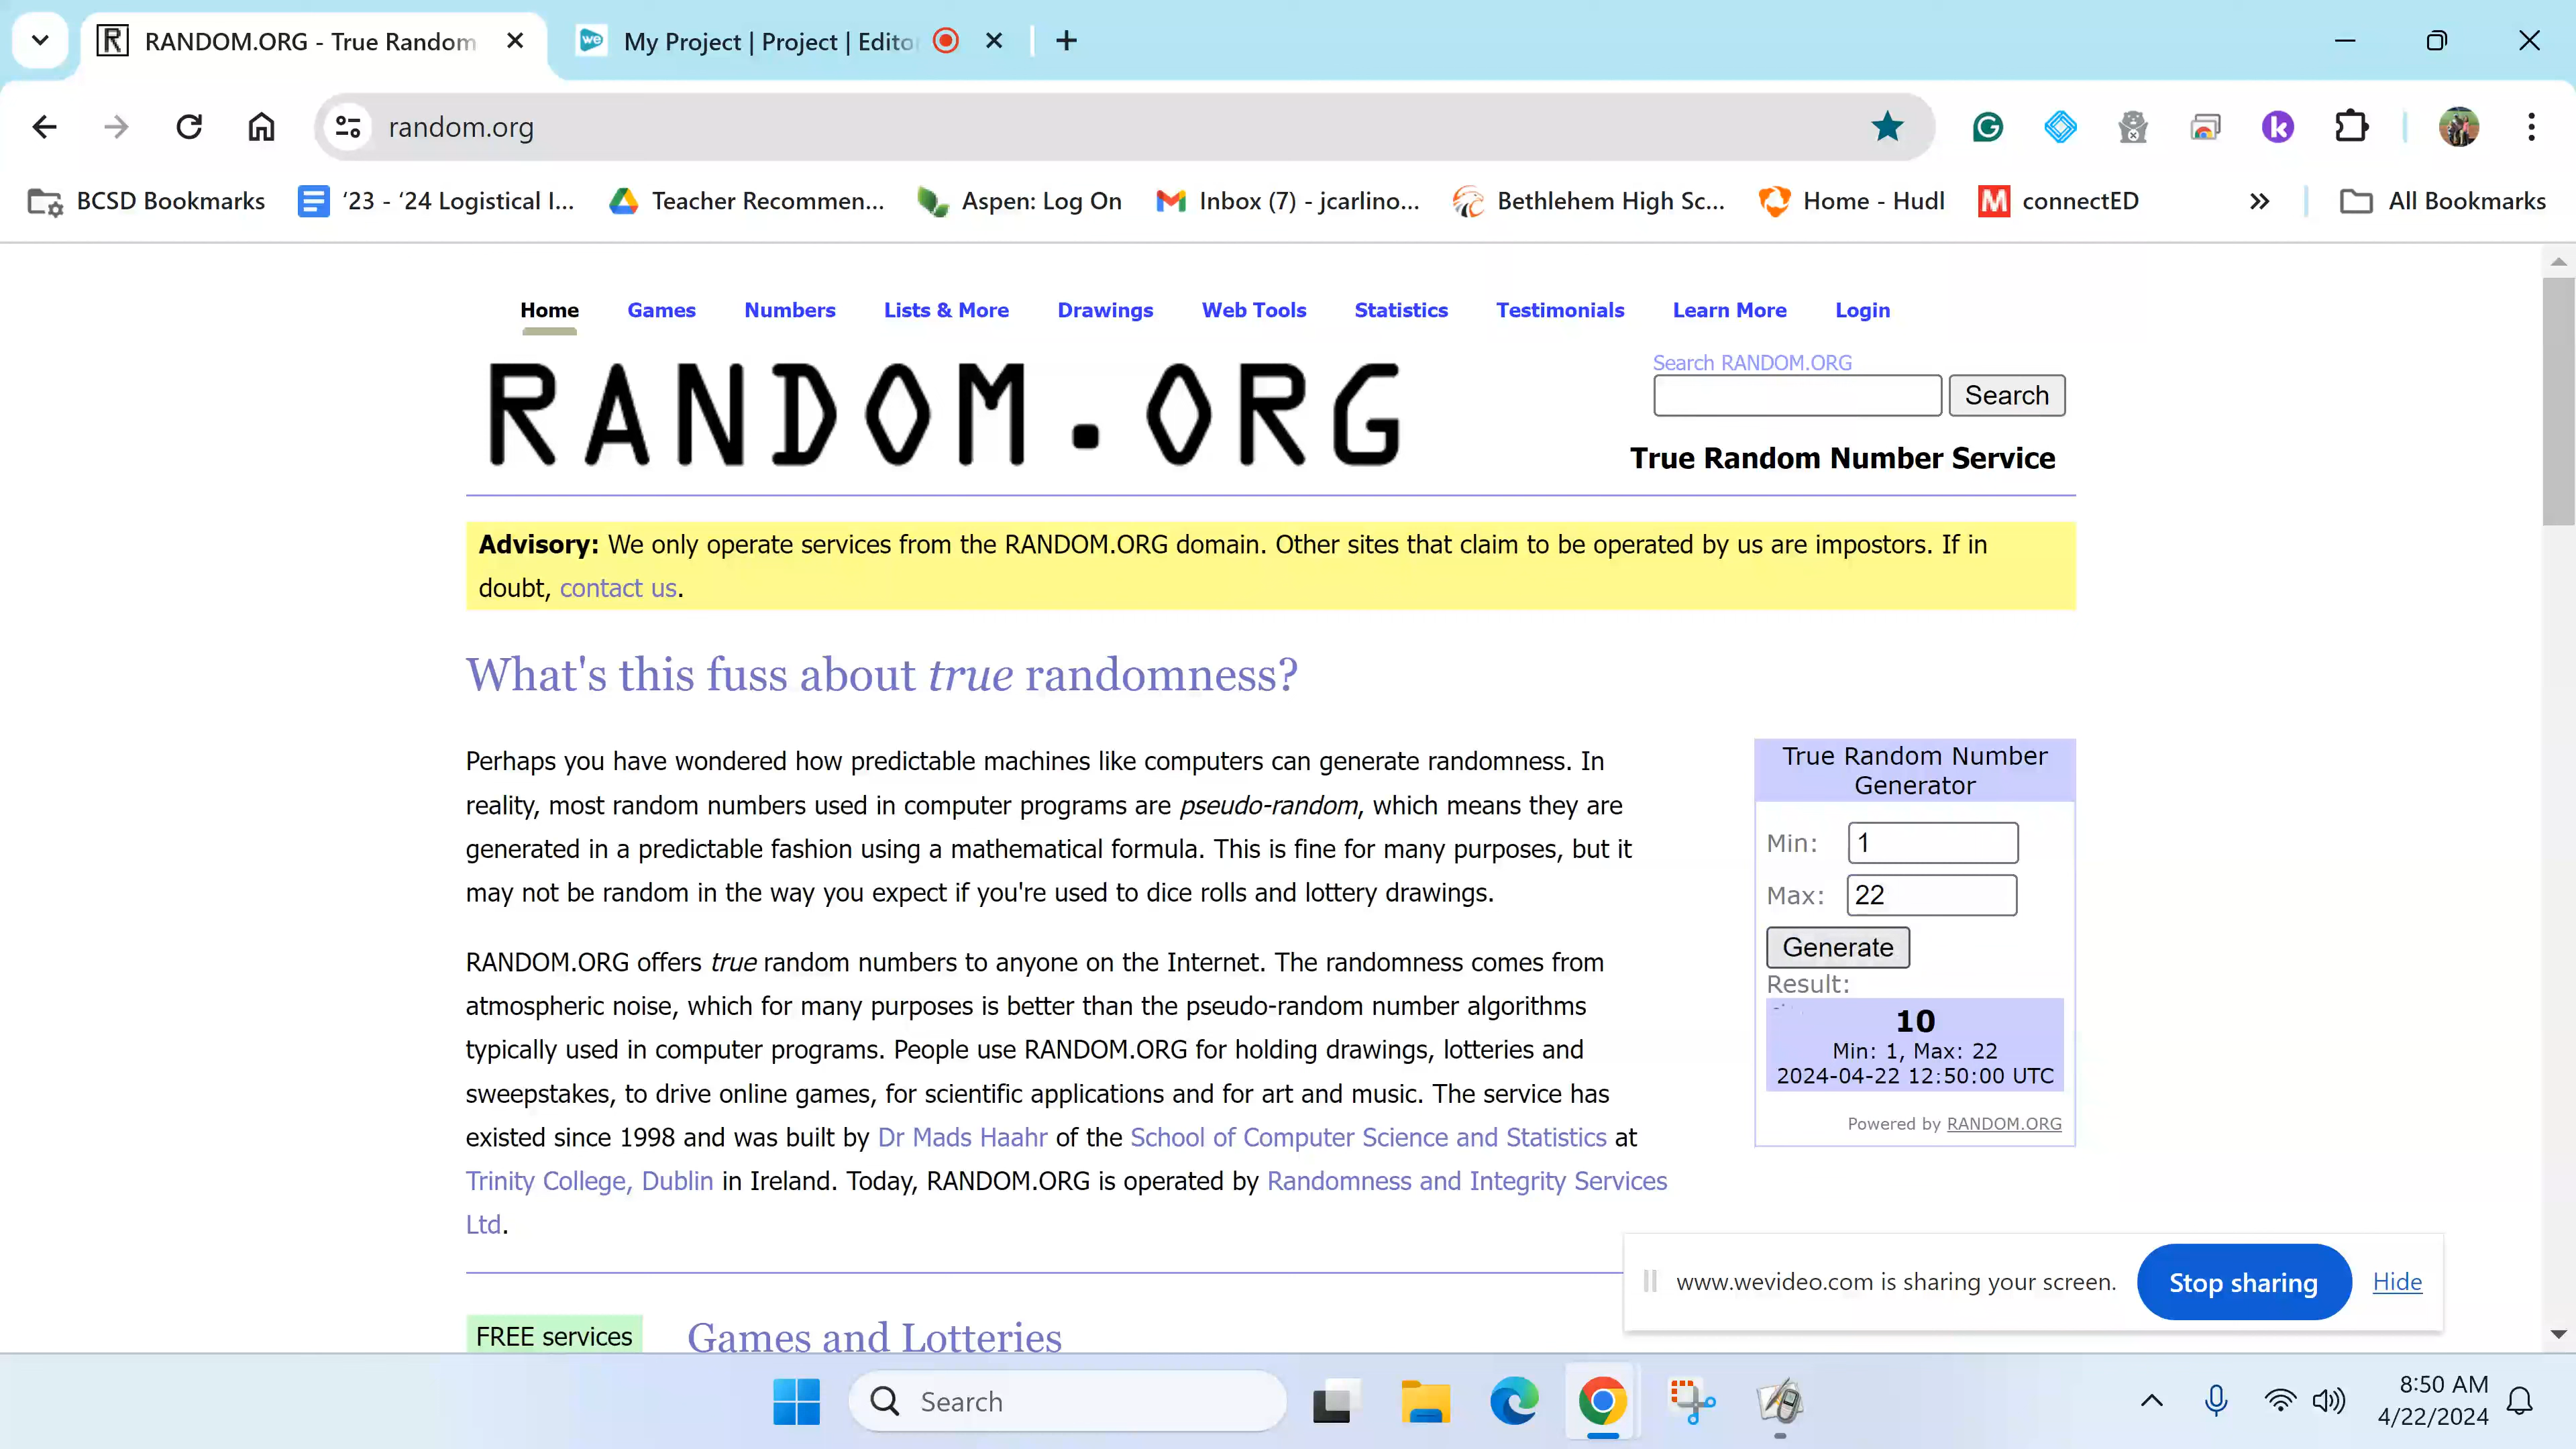 RANDOM.ORG - True Random
My Project | Project | Edito
random.org
BCSD Bookmarks
'23 - '24 Logistical I...
Teacher Recommen...
Aspen: Log On
Inbox (7) - jcarlino...
Bethlehem High Sc...
Home - Hudl
connectED
All Bookmarks
Home Games Numbers Lists & More Drawings Web Tools Statistics Testimonials Learn More Login
RANDOM.ORG
Search RANDOM.ORG
Search
True Random Number Service
Advisory: We only operate services from the RANDOM.ORG domain. Other sites that claim to be operated by us are impostors. If in
doubt, contact us.
What's this fuss about true randomness?
Perhaps you have wondered how predictable machines like computers can generate randomness. In
reality, most random numbers used in computer programs are pseudo-random, which means they are
generated in a predictable fashion using a mathematical formula. This is fine for many purposes, but it
may not be random in the way you expect if you're used to dice rolls and lottery drawings.
RANDOM.ORG offers true random numbers to anyone on the Internet. The randomness comes from
atmospheric noise, which for many purposes is better than the pseudo-random number algorithms
typically used in computer programs. People use RANDOM.ORG for holding drawings, lotteries and
sweepstakes, to drive online games, for scientific applications and for art and music. The service has
existed since 1998 and was built by Dr Mads Haahr of the School of Computer Science and Statistics at
Trinity College, Dublin in Ireland. Today, RANDOM.ORG is operated by Randomness and Integrity Services
Ltd.
True Random Number
Generator
Min: 1
Max: 22
Generate
Result:
10
Min: 1, Max: 22
2024-04-22 12:50:00 UTC
Powered by RANDOM.ORG
FREE services
Games and Lotteries
www.wevideo.com is sharing your screen.
Stop sharing
Hide
Search
8:50 AM
4/22/2024